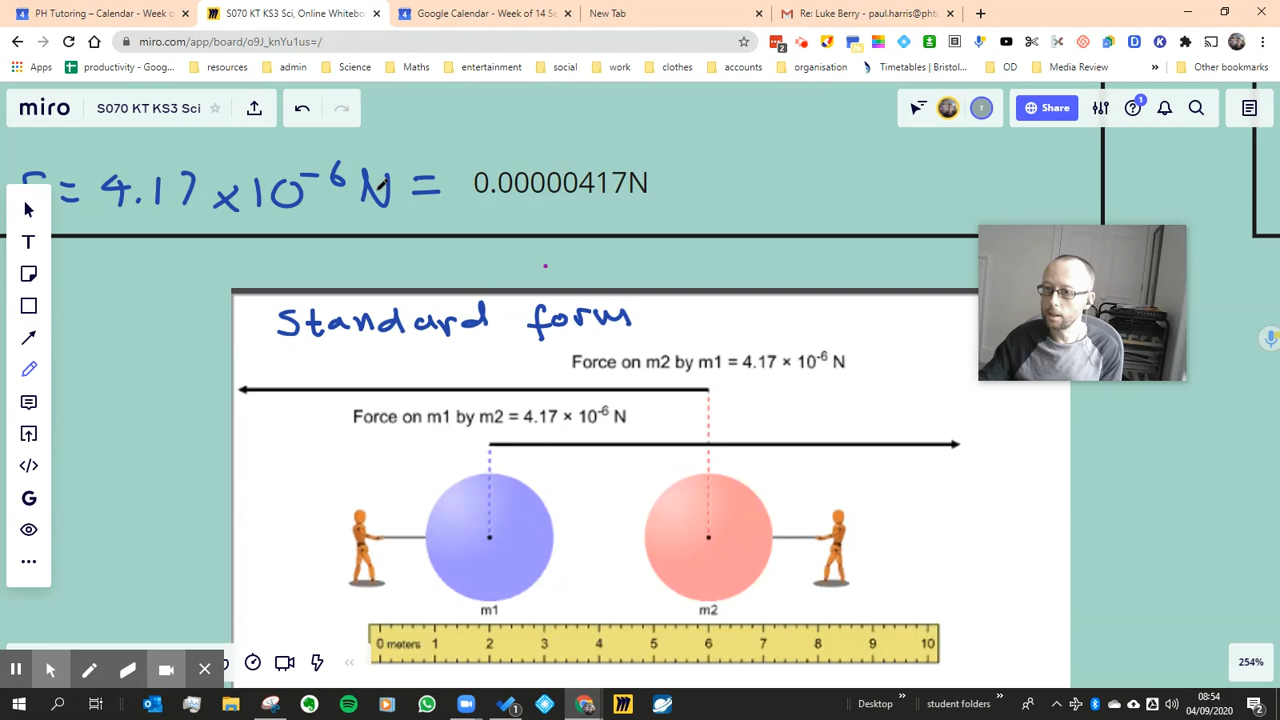 PH Tutoring - Calendar - Week of
S070 KT KS3 Sci, Online Whitebo
Google Calendar - Week of 14 Se
New Tab
Re: Luke Berry - paul.harris@pht
miro.com/app/board/o9J_knYu1us=/
Apps
productivity - Goog...
resources
admin
Science
Maths
entertainment
social
work
clothes
accounts
organisation
Timetables | Bristol...
OD
Media Review
»
Other bookmarks
miro
S070 KT KS3 Sci
Share
1
= 4.17 × 10⁻⁶ N =
0.00000417N
Standard form
Force on m2 by m1 = 4.17 × 10⁻⁶ N
Force on m1 by m2 = 4.17 × 10⁻⁶ N
m1
m2
0 meters 1 2 3 4 5 6 7 8 9 10
254%
Desktop
»
student folders
»
08:54
04/09/2020